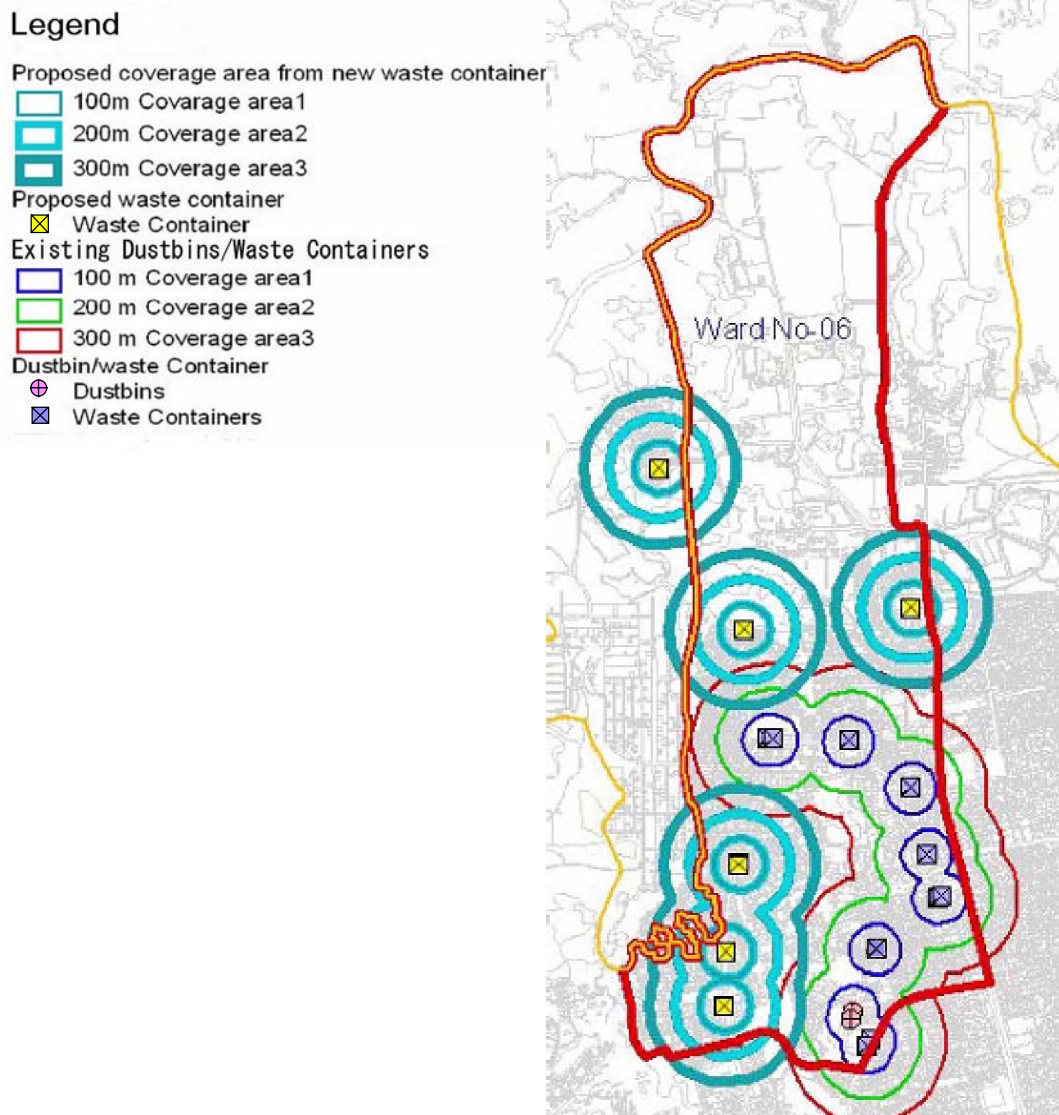 Legend
Proposed coverage area from new waste container
100m Covarage area1
200m Coverage area2
300m Coverage area3
Proposed waste container
Waste Container
Existing Dustbins/Waste Containers
100 m Coverage area1
200 m Coverage area2
300 m Coverage area3
Dustbin/waste Container
Dustbins
Waste Containers
Ward No-06